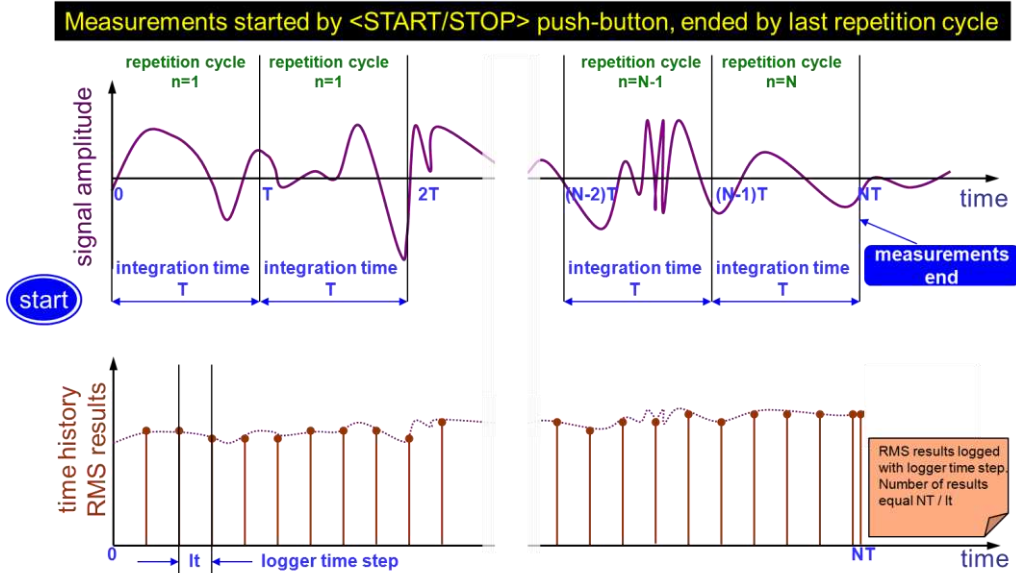 Measurements started by <START/STOP> push-button, ended by last repetition cycle
repetition cycle
n=1
repetition cycle
n=1
repetition cycle
n=N-1
repetition cycle
n=N
signal amplitude
0
T
2T
(N-2)T
(N-1)T
NT
time
integration time
T
integration time
T
integration time
T
integration time
T
measurements
end
start
time history
RMS results
RMS results logged
with logger time step.
Number of results
equal NT / lt
0
lt
logger time step
NT
time